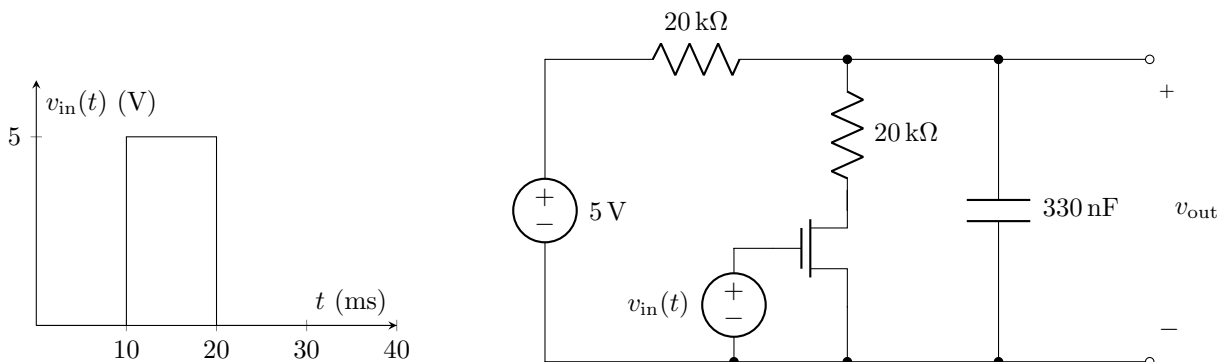 v_in(t) (V)
5
t (ms)
10 20 30 40
20 kΩ
+
20 kΩ
+
−
5 V
330 nF
v_out
v_in(t)
+
−
−